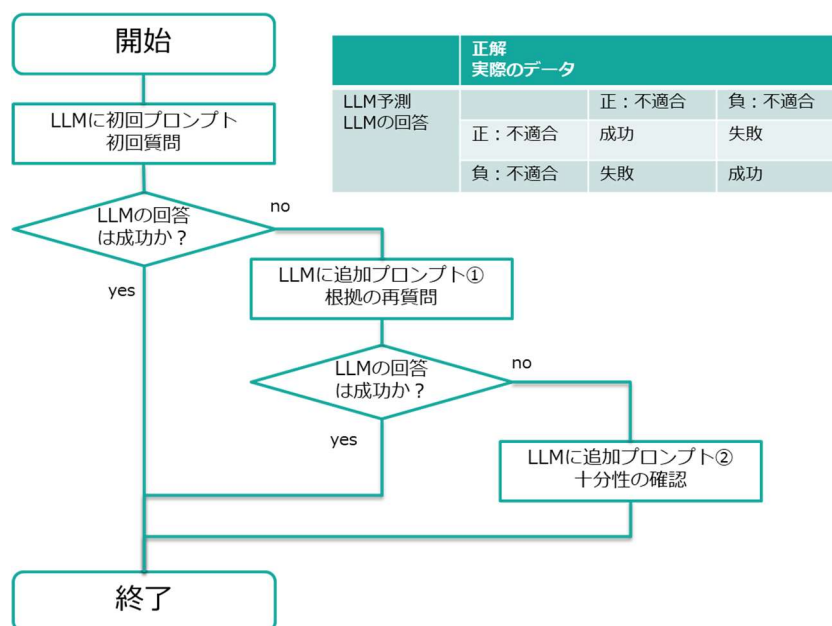 開始
LLMに初回プロンプト
初回質問
LLMの回答
は成功か？
no
yes
LLMに追加プロンプト①
根拠の再質問
LLMの回答
は成功か？
no
yes
LLMに追加プロンプト②
十分性の確認
終了
正解
実際のデータ
LLM予測
LLMの回答
正：不適合 負：不適合
正：不適合 成功 失敗
負：不適合 失敗 成功